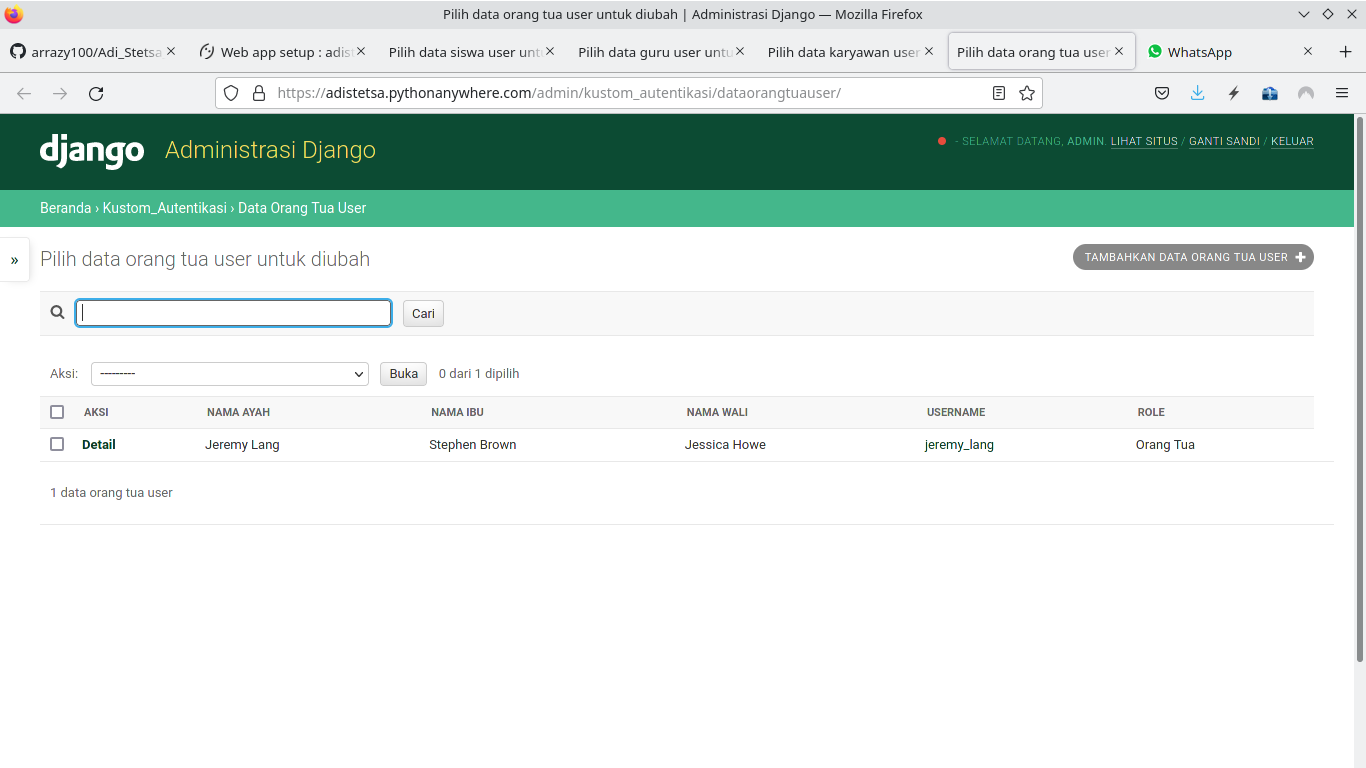 Pilih data orang tua user untuk diubah | Administrasi Django — Mozilla Firefox
arrazy100/Adi_Stetsa
Web app setup : adist
Pilih data siswa user unt
Pilih data guru user untu
Pilih data karyawan user
Pilih data orang tua user
WhatsApp
https://adistetsa.pythonanywhere.com/admin/kustom_autentikasi/dataorangtuauser/
django Administrasi Django
- SELAMAT DATANG, ADMIN. LIHAT SITUS / GANTI SANDI / KELUAR
Beranda › Kustom_Autentikasi › Data Orang Tua User
»
Pilih data orang tua user untuk diubah
TAMBAHKAN DATA ORANG TUA USER +
Cari
Aksi: --------- Buka 0 dari 1 dipilih
AKSI NAMA AYAH NAMA IBU NAMA WALI USERNAME ROLE
Detail Jeremy Lang Stephen Brown Jessica Howe jeremy_lang Orang Tua
1 data orang tua user